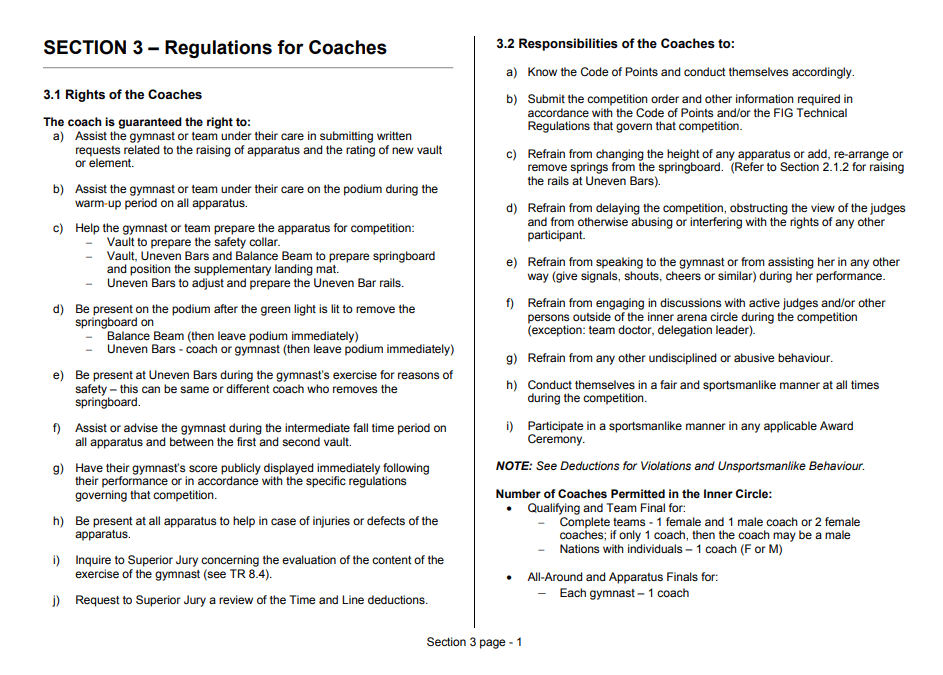 SECTION 3 – Regulations for Coaches
3.1 Rights of the Coaches
The coach is guaranteed the right to:
a) Assist the gymnast or team under their care in submitting written
requests related to the raising of apparatus and the rating of new vault
or element.
b) Assist the gymnast or team under their care on the podium during the
warm-up period on all apparatus.
c) Help the gymnast or team prepare the apparatus for competition:
– Vault to prepare the safety collar.
– Vault, Uneven Bars and Balance Beam to prepare springboard
and position the supplementary landing mat.
– Uneven Bars to adjust and prepare the Uneven Bar rails.
d) Be present on the podium after the green light is lit to remove the
springboard on
– Balance Beam (then leave podium immediately)
– Uneven Bars - coach or gymnast (then leave podium immediately)
e) Be present at Uneven Bars during the gymnast's exercise for reasons of
safety – this can be same or different coach who removes the
springboard.
f) Assist or advise the gymnast during the intermediate fall time period on
all apparatus and between the first and second vault.
g) Have their gymnast's score publicly displayed immediately following
their performance or in accordance with the specific regulations
governing that competition.
h) Be present at all apparatus to help in case of injuries or defects of the
apparatus.
i) Inquire to Superior Jury concerning the evaluation of the content of the
exercise of the gymnast (see TR 8.4).
j) Request to Superior Jury a review of the Time and Line deductions.
3.2 Responsibilities of the Coaches to:
a) Know the Code of Points and conduct themselves accordingly.
b) Submit the competition order and other information required in
accordance with the Code of Points and/or the FIG Technical
Regulations that govern that competition.
c) Refrain from changing the height of any apparatus or add, re-arrange or
remove springs from the springboard. (Refer to Section 2.1.2 for raising
the rails at Uneven Bars).
d) Refrain from delaying the competition, obstructing the view of the judges
and from otherwise abusing or interfering with the rights of any other
participant.
e) Refrain from speaking to the gymnast or from assisting her in any other
way (give signals, shouts, cheers or similar) during her performance.
f) Refrain from engaging in discussions with active judges and/or other
persons outside of the inner arena circle during the competition
(exception: team doctor, delegation leader).
g) Refrain from any other undisciplined or abusive behaviour.
h) Conduct themselves in a fair and sportsmanlike manner at all times
during the competition.
i) Participate in a sportsmanlike manner in any applicable Award
Ceremony.
NOTE: See Deductions for Violations and Unsportsmanlike Behaviour.
Number of Coaches Permitted in the Inner Circle:
• Qualifying and Team Final for:
– Complete teams - 1 female and 1 male coach or 2 female
coaches; if only 1 coach, then the coach may be a male
– Nations with individuals – 1 coach (F or M)
• All-Around and Apparatus Finals for:
– Each gymnast – 1 coach
Section 3 page - 1